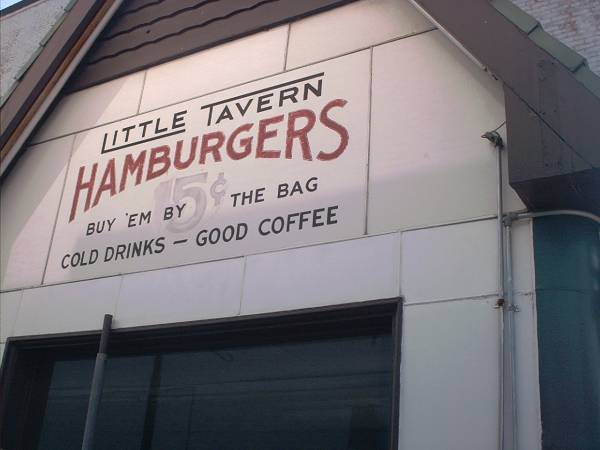 LITTLE TAVERN
HAMBURGERS
5¢
BUY 'EM BY THE BAG
COLD DRINKS — GOOD COFFEE